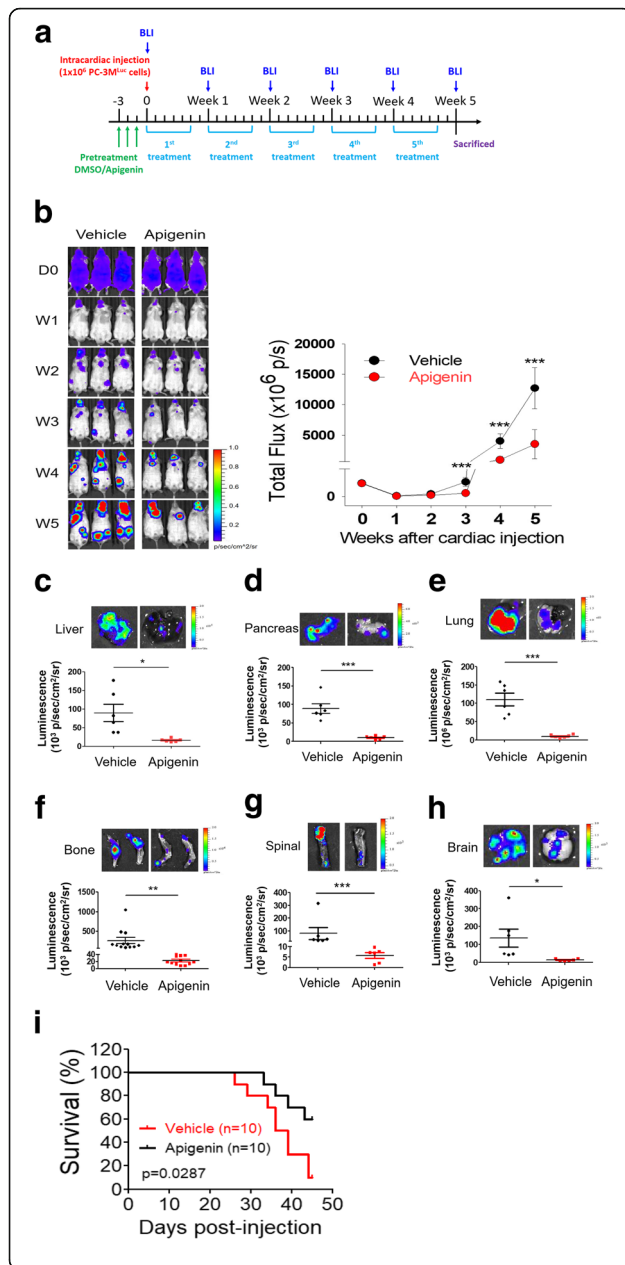 a
BLI
Intracardiac injection
(1x10⁶ PC-3Mᴸᵘᶜ cells)
BLI BLI BLI BLI BLI
-3 0 Week 1 Week 2 Week 3 Week 4 Week 5
Pretreatment
DMSO/Apigenin
1ˢᵗ treatment
2ⁿᵈ treatment
3ʳᵈ treatment
4ᵗʰ treatment
5ᵗʰ treatment
Sacrificed
b
Vehicle Apigenin
D0
W1
W2
W3
W4
W5
1.0
0.8
0.6
0.4
0.2
p/sec/cm^2/sr
Total Flux (x10⁶ p/s)
20000
15000
10000
5000
0
Vehicle
Apigenin
***
***
***
0 1 2 3 4 5
Weeks after cardiac injection
c
Liver
*
Luminescence
(10³ p/sec/cm²/sr)
200
150
100
50
0
Vehicle Apigenin
d
Pancreas
***
Luminescence
(10³ p/sec/cm²/sr)
200
150
100
50
0
Vehicle Apigenin
e
Lung
***
Luminescence
(10⁶ p/sec/cm²/sr)
200
150
100
50
0
Vehicle Apigenin
f
Bone
**
Luminescence
(10³ p/sec/cm²/sr)
1500
1000
500
40
20
0
Vehicle Apigenin
g
Spinal
***
Luminescence
(10³ p/sec/cm²/sr)
400
300
200
100
10
5
0
Vehicle Apigenin
h
Brain
*
Luminescence
(10³ p/sec/cm²/sr)
400
300
200
100
0
Vehicle Apigenin
i
Survival (%)
120
100
80
60
40
20
0
Vehicle (n=10)
Apigenin (n=10)
p=0.0287
0 10 20 30 40 50
Days post-injection